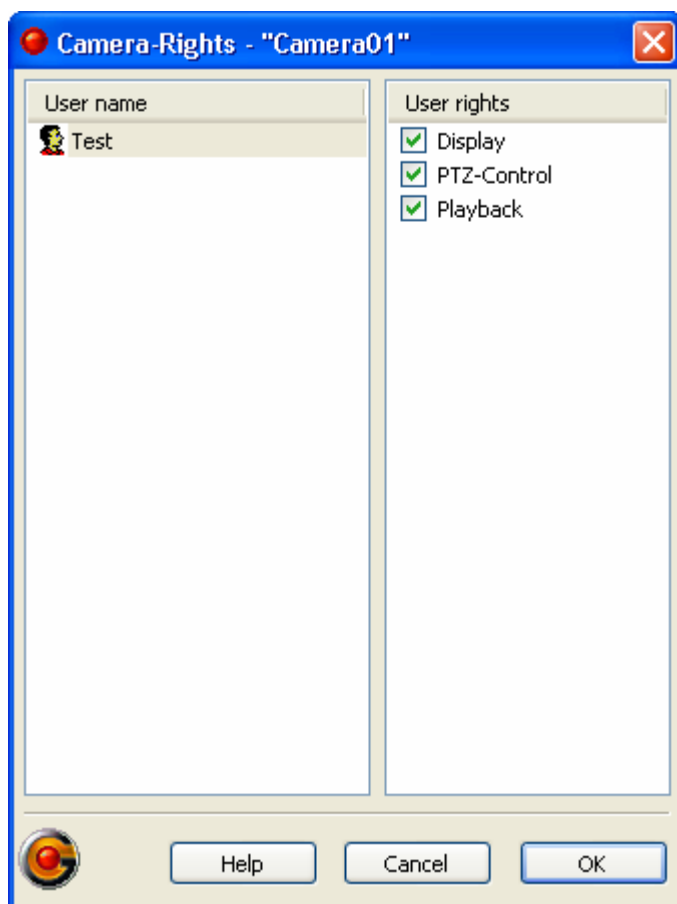 Camera-Rights - "Camera01"
User name
Test
User rights
Display
PTZ-Control
Playback
Help
Cancel
OK